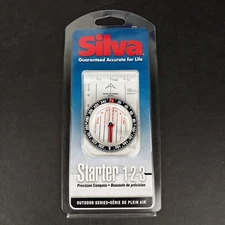 Silva
Guaranteed Accurate for Life
Starter 1-2-3
Precision Compass • Boussole de précision
OUTDOOR SERIES•SÉRIE DE PLEIN AIR